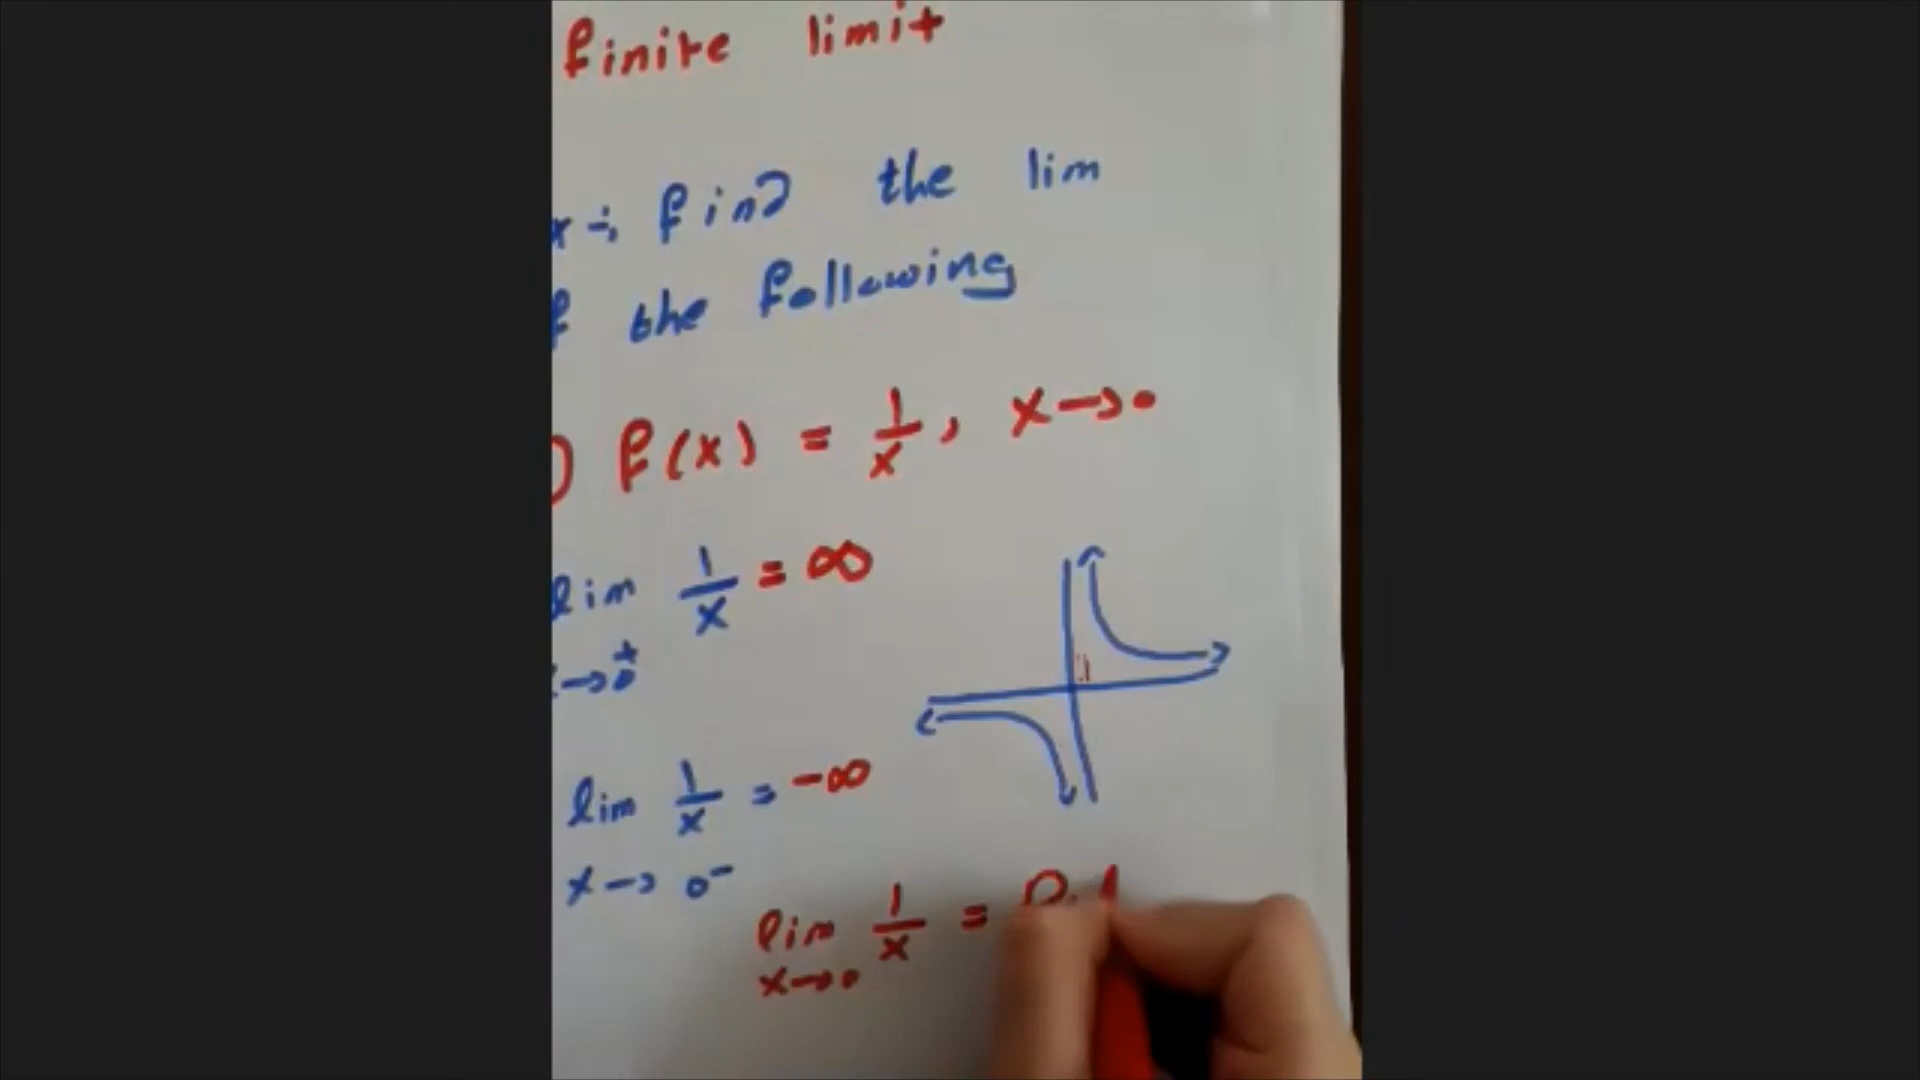 finite limit
x:- find the lim
f the following
) f(x) = 1/x, x→0
lim 1/x = ∞
x→0⁺
lim 1/x = -∞
x→0⁻
lim 1/x =
x→0